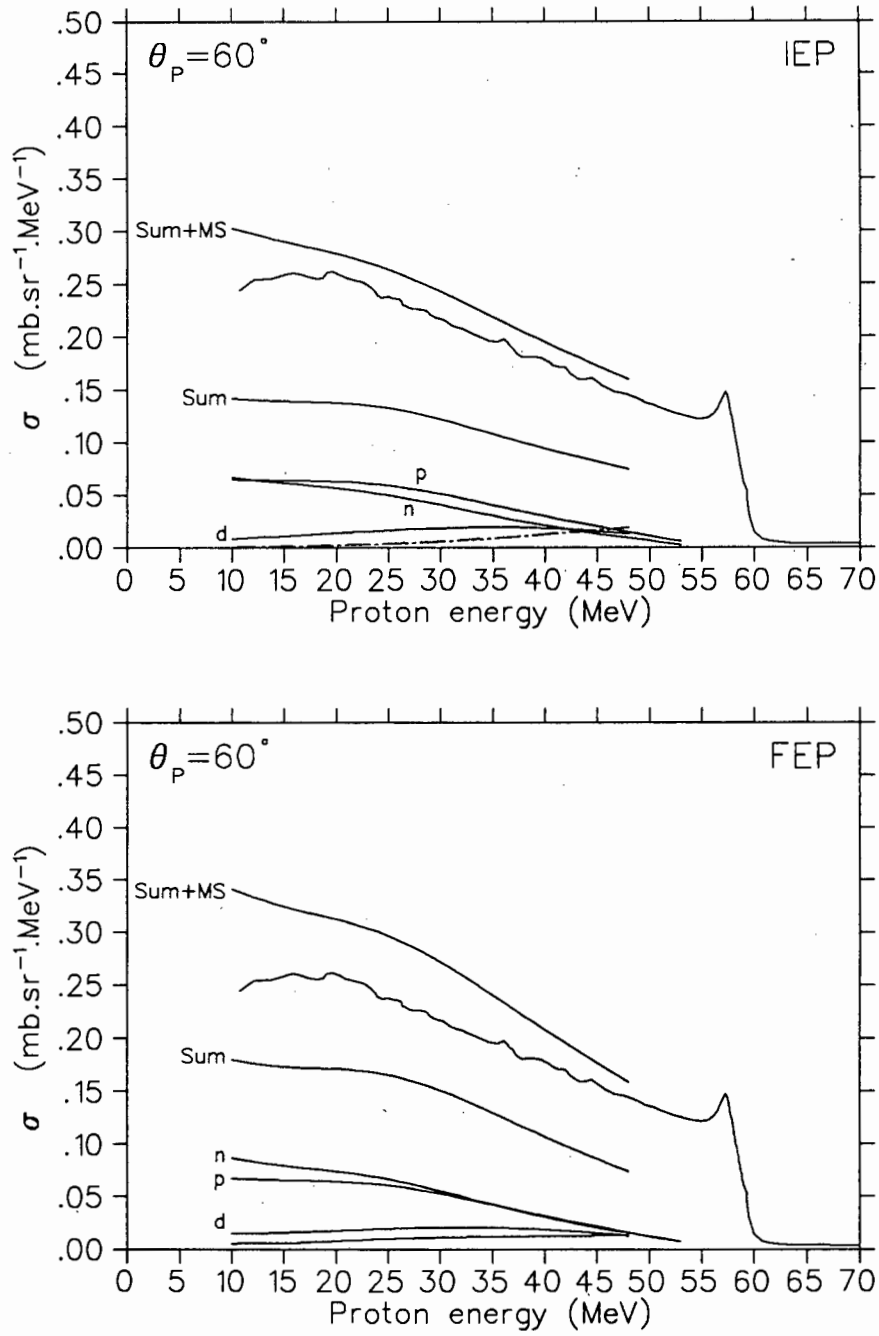 θP=60° IEP
.50
.45
.40
.35
.30
.25
.20
.15
.10
.05
.00
σ (mb.sr⁻¹.MeV⁻¹)
Sum+MS
Sum
p
n
d
0 5 10 15 20 25 30 35 40 45 50 55 60 65 70
Proton energy (MeV)
θP=60° FEP
.50
.45
.40
.35
.30
.25
.20
.15
.10
.05
.00
σ (mb.sr⁻¹.MeV⁻¹)
Sum+MS
Sum
n
p
d
0 5 10 15 20 25 30 35 40 45 50 55 60 65 70
Proton energy (MeV)